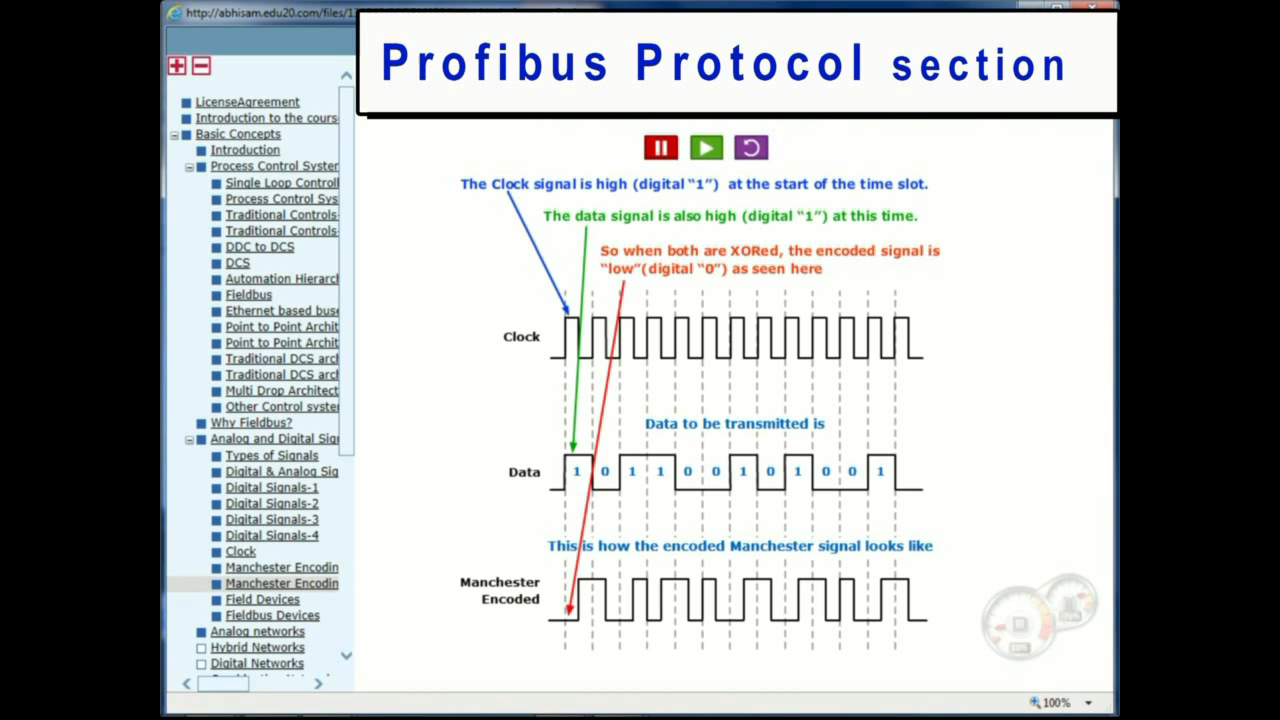 http://abhisam.edu20.com/files/13
Profibus Protocol section
LicenseAgreement
Introduction to the cours
Basic Concepts
Introduction
Process Control System
Single Loop Controll
Process Control Sys
Traditional Controls-
Traditional Controls-
DDC to DCS
DCS
Automation Hierarch
Fieldbus
Ethernet based buse
Point to Point Archit
Point to Point Archit
Traditional DCS arch
Traditional DCS arch
Multi Drop Architect
Other Control system
Why Fieldbus?
Analog and Digital Sign
Types of Signals
Digital & Analog Sig
Digital Signals-1
Digital Signals-2
Digital Signals-3
Digital Signals-4
Clock
Manchester Encodin
Manchester Encodin
Field Devices
Fieldbus Devices
Analog networks
Hybrid Networks
Digital Networks
The Clock signal is high (digital “1”) at the start of the time slot.
The data signal is also high (digital “1”) at this time.
So when both are XORed, the encoded signal is
“low”(digital “0”) as seen here
Clock
Data to be transmitted is
Data 1 0 1 1 0 0 1 0 1 0 0 1
This is how the encoded Manchester signal looks like
Manchester
Encoded
100%